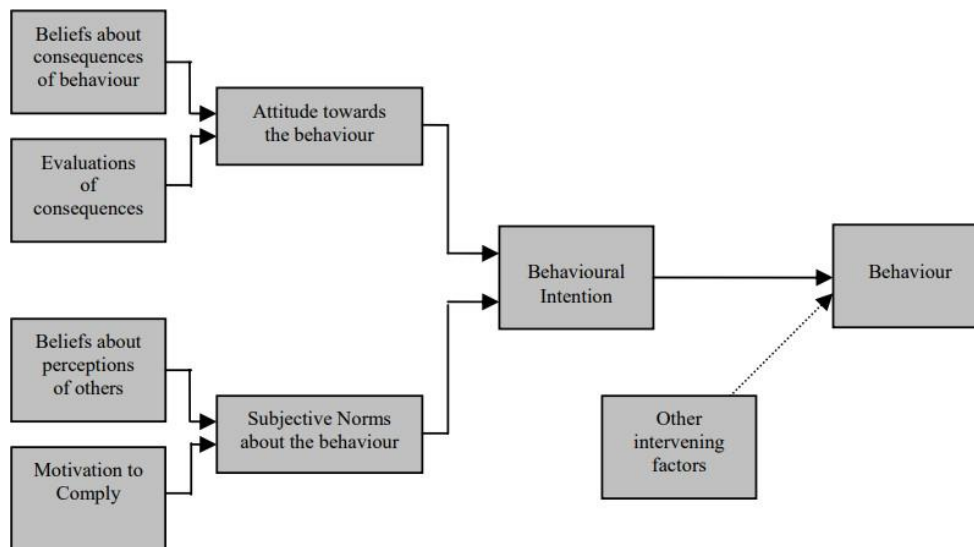 Beliefs about
consequences
of behaviour
Evaluations
of
consequences
Attitude towards
the behaviour
Beliefs about
perceptions
of others
Motivation to
Comply
Subjective Norms
about the behaviour
Behavioural
Intention
Behaviour
Other
intervening
factors